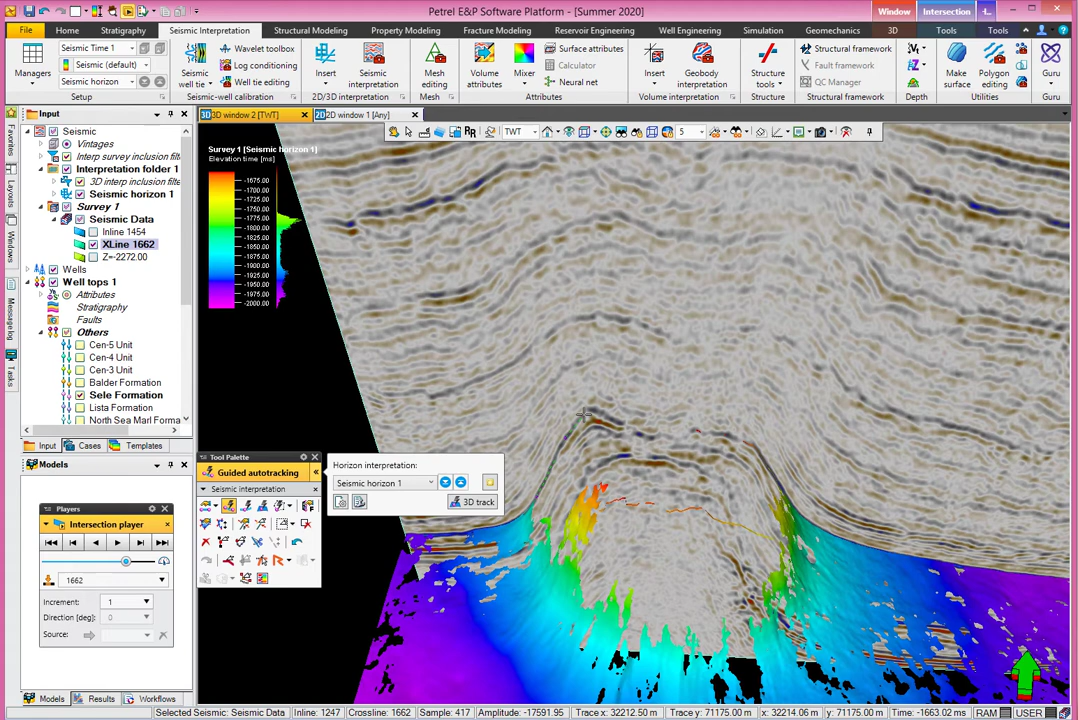 Petrel E&P Software Platform - [Summer 2020]
Window
Intersection
File
Home
Stratigraphy
Seismic Interpretation
Structural Modeling
Property Modeling
Fracture Modeling
Reservoir Engineering
Well Engineering
Simulation
Geomechanics
3D
Tools
Tools
Managers
Seismic Time 1
Seismic (default)
Seismic horizon
Setup
Seismic well tie
Wavelet toolbox
Log conditioning
Well tie editing
Seismic-well calibration
Insert
Seismic interpretation
2D/3D interpretation
Mesh editing
Mesh
Volume attributes
Mixer
Surface attributes
Calculator
Neural net
Attributes
Insert
Geobody interpretation
Volume interpretation
Structure tools
Structure
Structural framework
Fault framework
QC Manager
Structural framework
Depth
Make surface
Polygon editing
Utilities
Guru
Guru
Favorites
Layouts
Windows
Message log
Tasks
Input
Seismic
Vintages
Interp survey inclusion filt
Interpretation folder 1
3D interp inclusion filte
Seismic horizon 1
Survey 1
Seismic Data
Inline 1454
XLine 1662
Z=-2272.00
Wells
Well tops 1
Attributes
Stratigraphy
Faults
Others
Cen-5 Unit
Cen-4 Unit
Cen-3 Unit
Balder Formation
Sele Formation
Lista Formation
North Sea Marl Forma
Input
Cases
Templates
Models
Players
Intersection player
1662
Increment:
1
Direction [deg]:
0
Source:
Models
Results
Workflows
3D window 2 [TWT]
2D window 1 [Any]
TWT
5
Survey 1 [Seismic horizon 1]
Elevation time [ms]
-1675.00
-1700.00
-1725.00
-1750.00
-1775.00
-1800.00
-1825.00
-1850.00
-1875.00
-1900.00
-1925.00
-1950.00
-1975.00
-2000.00
Tool Palette
Guided autotracking
Seismic interpretation
Horizon interpretation:
Seismic horizon 1
3D track
Selected Seismic: Seismic Data
Inline: 1247
Crossline: 1662
Sample: 417
Amplitude: -17591.95
Trace x: 32212.50 m
Trace y: 71175.00 m
x: 32214.06 m
y: 71175.00 m
Time: -1663.02 ms
RAM
USER